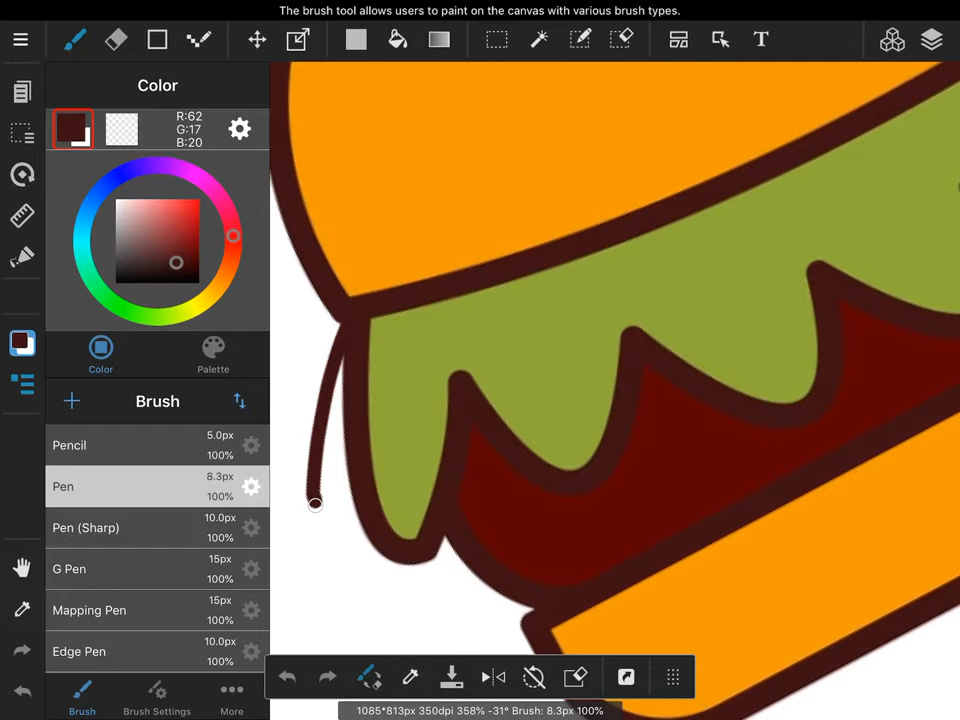 The brush tool allows users to paint on the canvas with various brush types.
T
Color
R:62
G:17
B:20
Color
Palette
Brush
Pencil
5.0px
100%
Pen
8.3px
100%
Pen (Sharp)
10.0px
100%
G Pen
15px
100%
Mapping Pen
15px
100%
Edge Pen
10.0px
100%
Brush
Brush Settings
More
1085*813px 350dpi 358% -31° Brush: 8.3px 100%